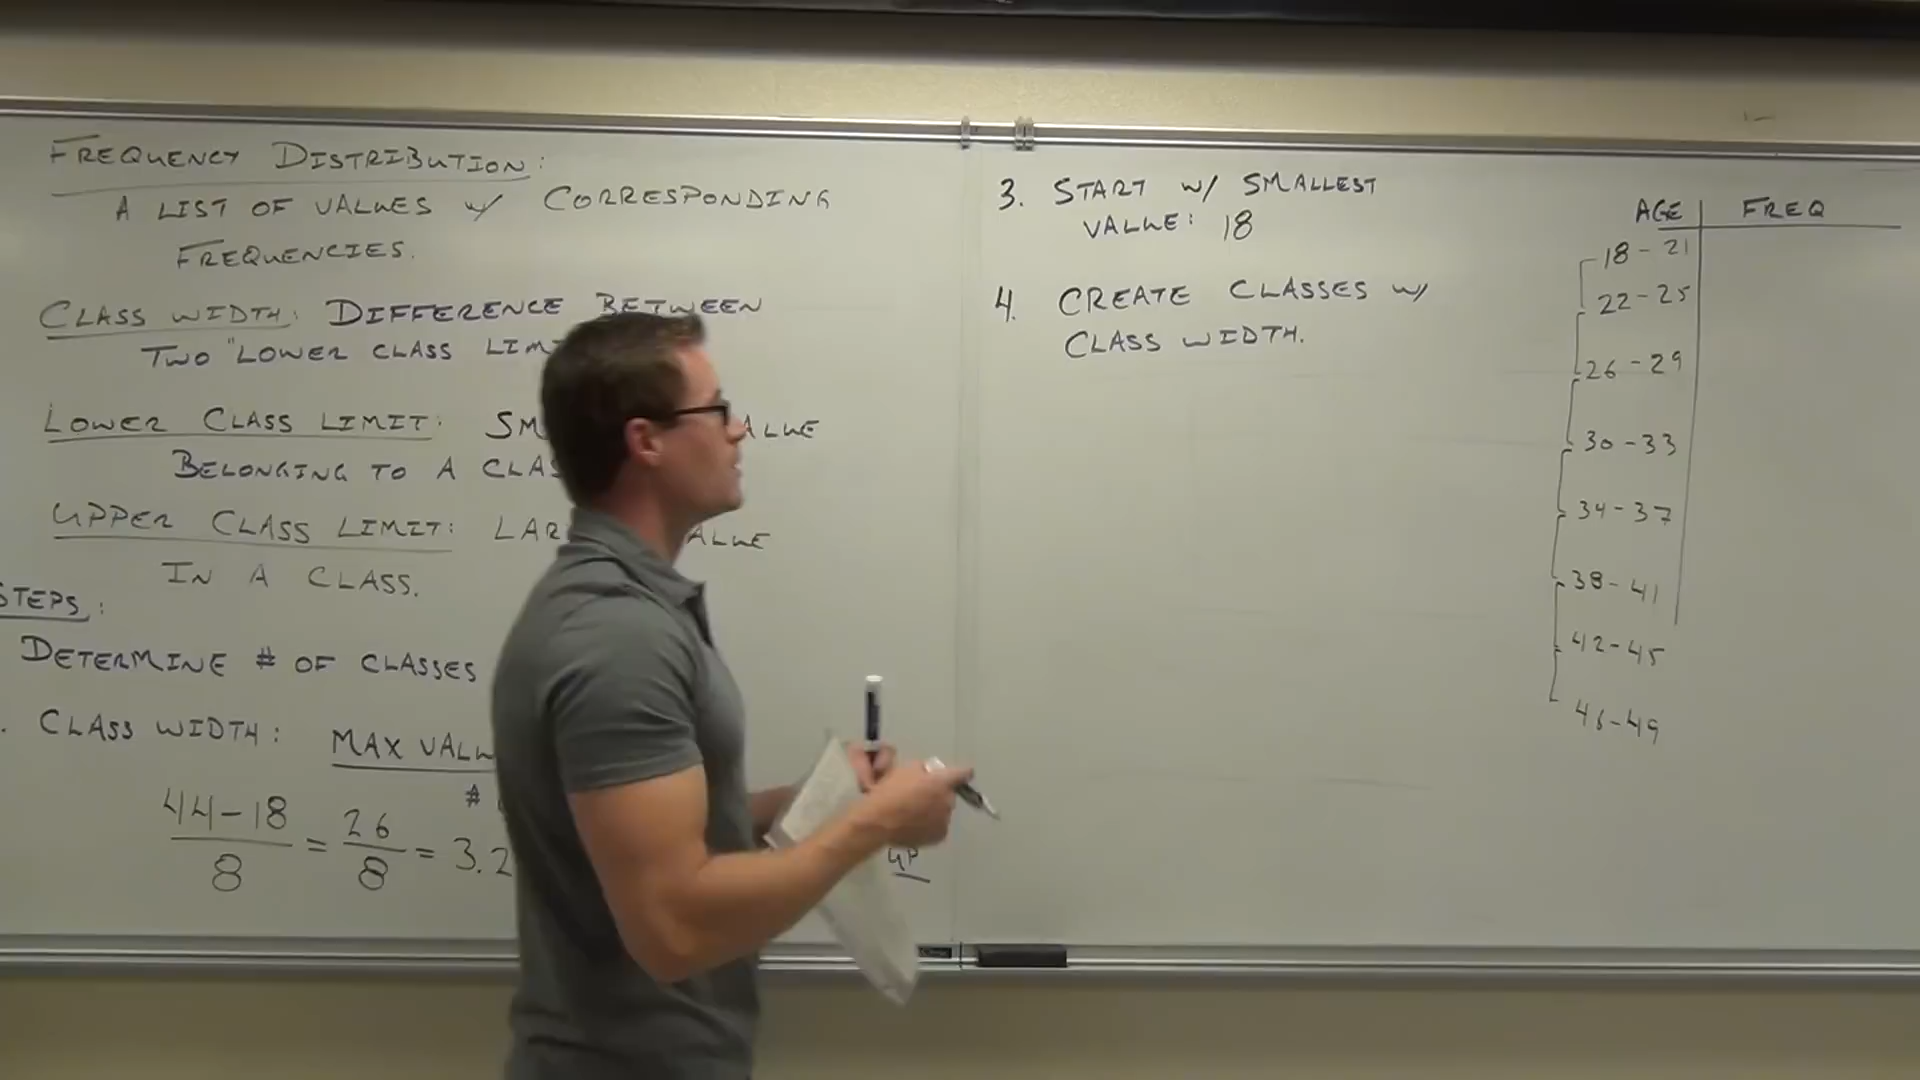 FREQUENCY DISTRIBUTION:
A LIST OF VALUES W/ CORRESPONDING
FREQUENCIES.
CLASS WIDTH: DIFFERENCE BETWEEN
TWO "LOWER CLASS
LOWER CLASS LIMIT:
BELONGING TO A
UPPER CLASS LIMIT:
IN A CLASS.
STEPS:
DETERMINE # OF CLASSES
CLASS WIDTH: MAX
#
44-18/8 = 26/8 = 3.2
UP
3. START W/ SMALLEST
VALUE: 18
4. CREATE CLASSES W/
CLASS WIDTH.
AGE FREQ
18-21
22-25
26-29
30-33
34-37
38-41
42-45
46-49